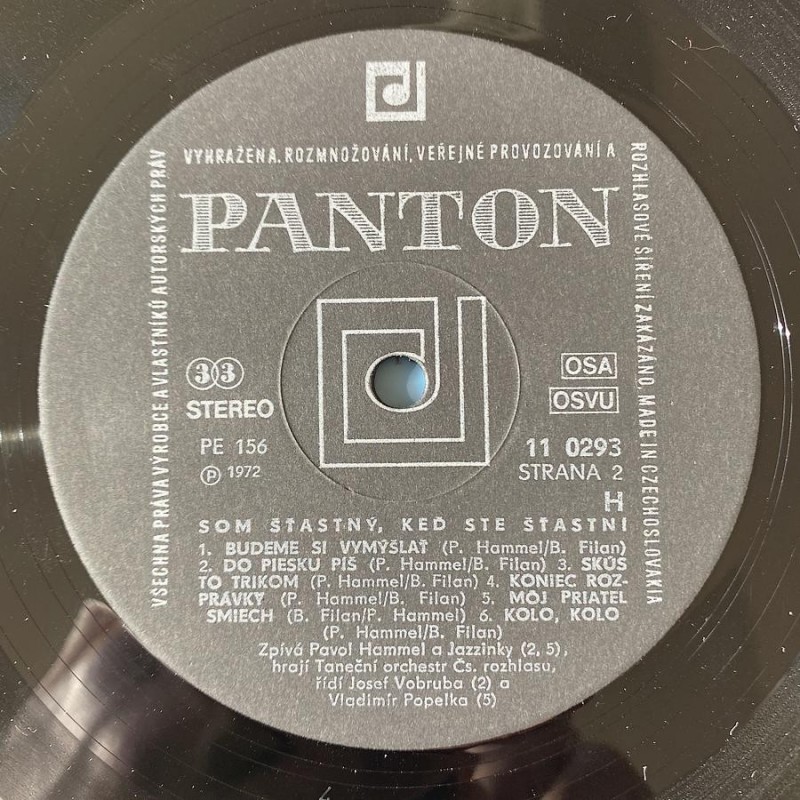 VŠECHNA PRÁVA VÝROBCE A VLASTNÍKŮ AUTORSKÝCH PRÁV
VYHRAŽENA. ROZMNOŽOVÁNÍ, VEŘEJNÉ PROVOZOVÁNÍ A
ROZHLASOVÉ ŠÍŘENÍ ZAKÁZÁNO. MADE IN CZECHOSLOVAKIA
PANTON
33
STEREO
PE 156
Ⓟ 1972
OSA
OSVU
11 0293
STRANA 2
H
SOM ŠŤASTNÝ, KEĎ STE ŠŤASTNI
1. BUDEME SI VYMÝŠĽAŤ (P. Hammel/B. Filan)
2. DO PIESKU PÍŠ (P. Hammel/B. Filan) 3. SKÚS
TO TRIKOM (P. Hammel/B. Filan) 4. KONIEC ROZ-
PRÁVKY (P. Hammel/B. Filan) 5. MÔJ PRIATEL
SMIECH (B. Filan/P. Hammel) 6. KOLO, KOLO
(P. Hammel/B. Filan)
Zpívá Pavol Hammel a Jazzinky (2, 5),
hrají Taneční orchestr Čs. rozhlasu,
řídí Josef Vobruba (2) a
Vladimír Popelka (5)